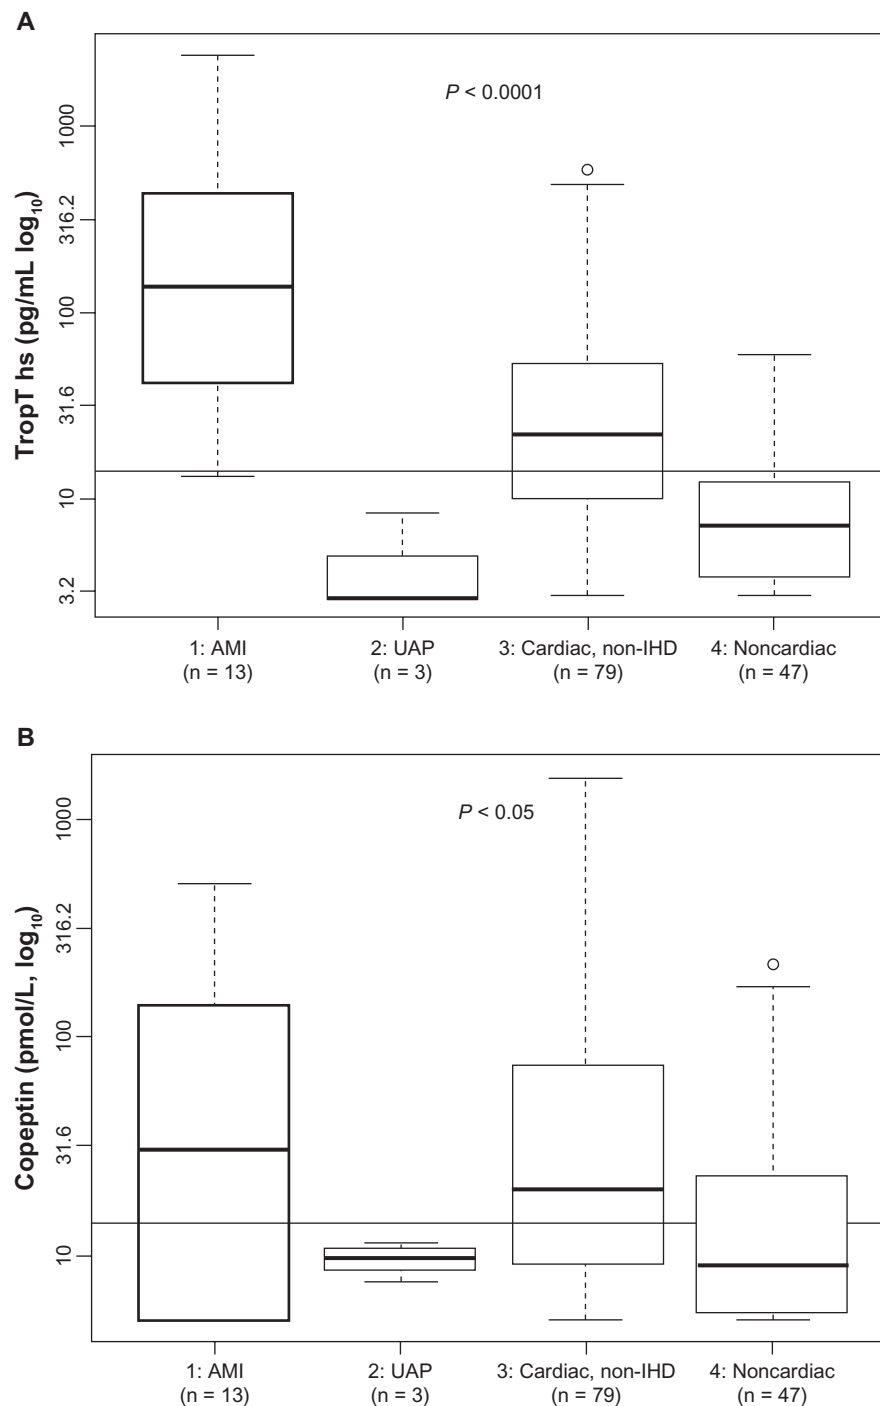 A
P < 0.0001
TropT hs (pg/mL log₁₀)
1000
316.2
100
31.6
10
3.2
1: AMI
(n = 13)
2: UAP
(n = 3)
3: Cardiac, non-IHD
(n = 79)
4: Noncardiac
(n = 47)
B
P < 0.05
Copeptin (pmol/L, log₁₀)
1000
316.2
100
31.6
10
1: AMI
(n = 13)
2: UAP
(n = 3)
3: Cardiac, non-IHD
(n = 79)
4: Noncardiac
(n = 47)